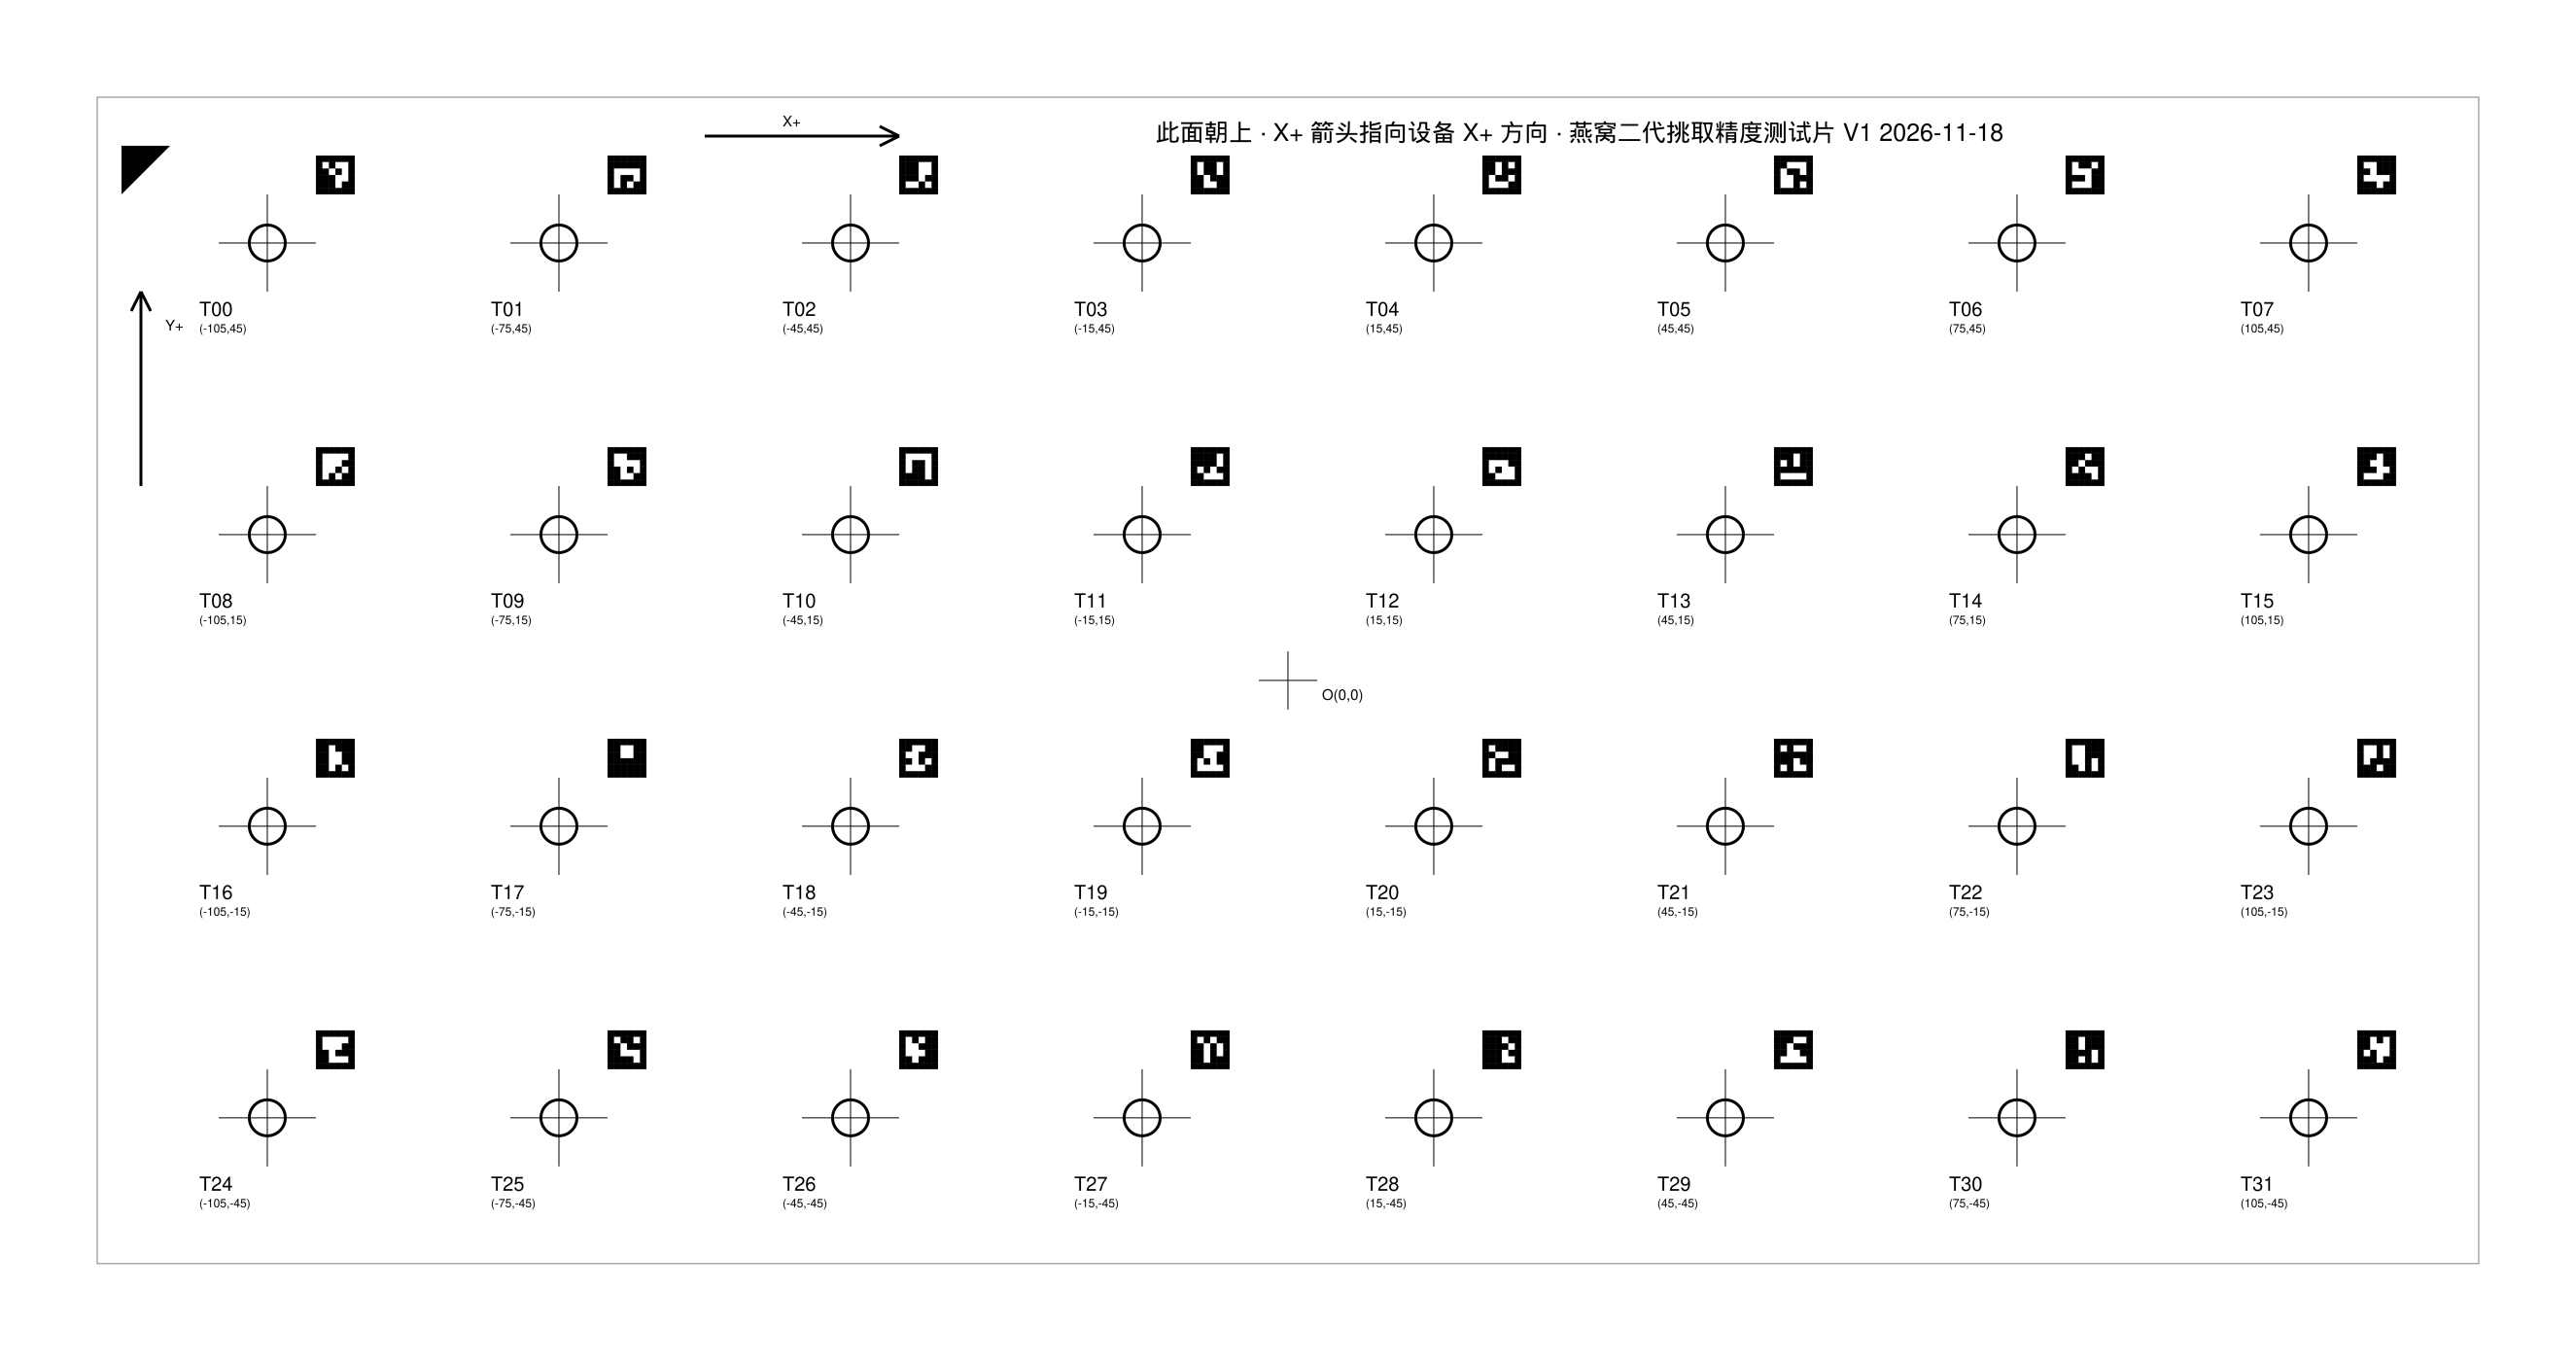 X+
此面朝上 · X+ 箭头指向设备 X+ 方向 · 燕窝二代挑取精度测试片 V1 2026-11-18
Y+
T00 T01 T02 T03 T04 T05 T06 T07
(-105,45) (-75,45) (-45,45) (-15,45) (15,45) (45,45) (75,45) (105,45)
T08 T09 T10 T11 T12 T13 T14 T15
(-105,15) (-75,15) (-45,15) (-15,15) (15,15) (45,15) (75,15) (105,15)
O(0,0)
T16 T17 T18 T19 T20 T21 T22 T23
(-105,-15) (-75,-15) (-45,-15) (-15,-15) (15,-15) (45,-15) (75,-15) (105,-15)
T24 T25 T26 T27 T28 T29 T30 T31
(-105,-45) (-75,-45) (-45,-45) (-15,-45) (15,-45) (45,-45) (75,-45) (105,-45)